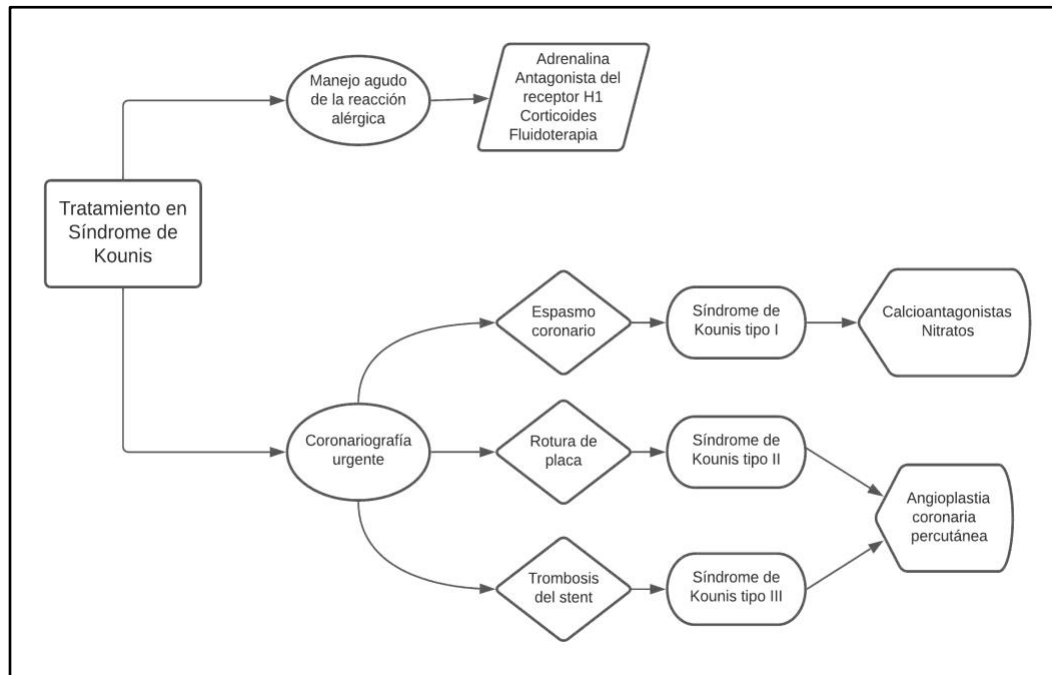 Manejo agudo
de la reacción
alérgica
Adrenalina
Antagonista del
receptor H1
Corticoides
Fluidoterapia
Tratamiento en
Síndrome de
Kounis
Coronariografía
urgente
Espasmo
coronario
Síndrome de
Kounis tipo I
Calcioantagonistas
Nitratos
Rotura de
placa
Síndrome de
Kounis tipo II
Trombosis
del stent
Síndrome de
Kounis tipo III
Angioplastia
coronaria
percutánea